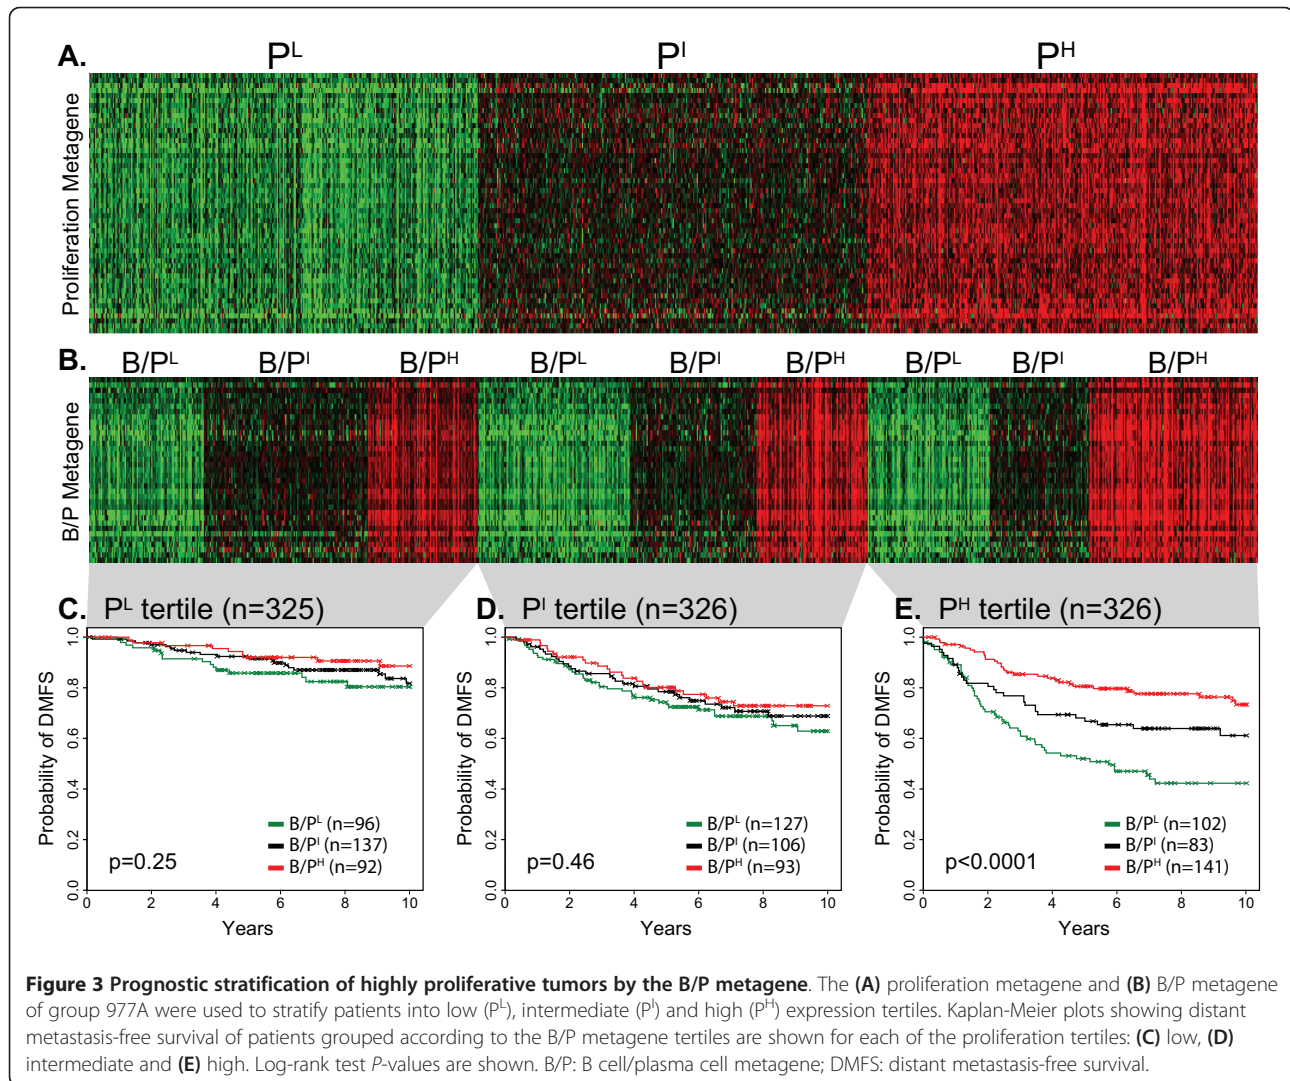 A. P^L P^I P^H
Proliferation Metagene
B. B/P^L B/P^I B/P^H B/P^L B/P^I B/P^H B/P^L B/P^I B/P^H
B/P Metagene
C. P^L tertile (n=325)
Probability of DMFS
1.0
0.8
0.6
0.4
0.2
0.0
B/P^L (n=96)
B/P^I (n=137)
B/P^H (n=92)
p=0.25
0 2 4 6 8 10
Years
D. P^I tertile (n=326)
Probability of DMFS
1.0
0.8
0.6
0.4
0.2
0.0
B/P^L (n=127)
B/P^I (n=106)
B/P^H (n=93)
p=0.46
0 2 4 6 8 10
Years
E. P^H tertile (n=326)
Probability of DMFS
1.0
0.8
0.6
0.4
0.2
0.0
B/P^L (n=102)
B/P^I (n=83)
B/P^H (n=141)
p<0.0001
0 2 4 6 8 10
Years
Figure 3 Prognostic stratification of highly proliferative tumors by the B/P metagene. The (A) proliferation metagene and (B) B/P metagene
of group 977A were used to stratify patients into low (P^L), intermediate (P^I) and high (P^H) expression tertiles. Kaplan-Meier plots showing distant
metastasis-free survival of patients grouped according to the B/P metagene tertiles are shown for each of the proliferation tertiles: (C) low, (D)
intermediate and (E) high. Log-rank test P-values are shown. B/P: B cell/plasma cell metagene; DMFS: distant metastasis-free survival.